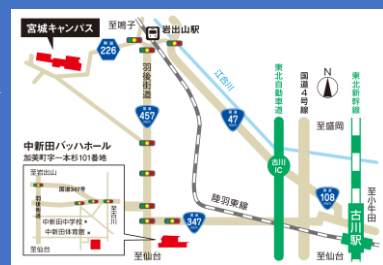 宮城キャンパス
至鳴子
岩出山駅
226
羽後街道
457
江合川
47
東北自動車道
国道4号線
N
東北新幹線
至盛岡
中新田バッハホール
加美町字一本杉101番地
至岩出山
国道347号
羽後街道
至古川
中新田中学校
中新田体育館
至仙台
古川
IC
陸羽東線
108
至小牛田
古川駅
347
至仙台
至仙台